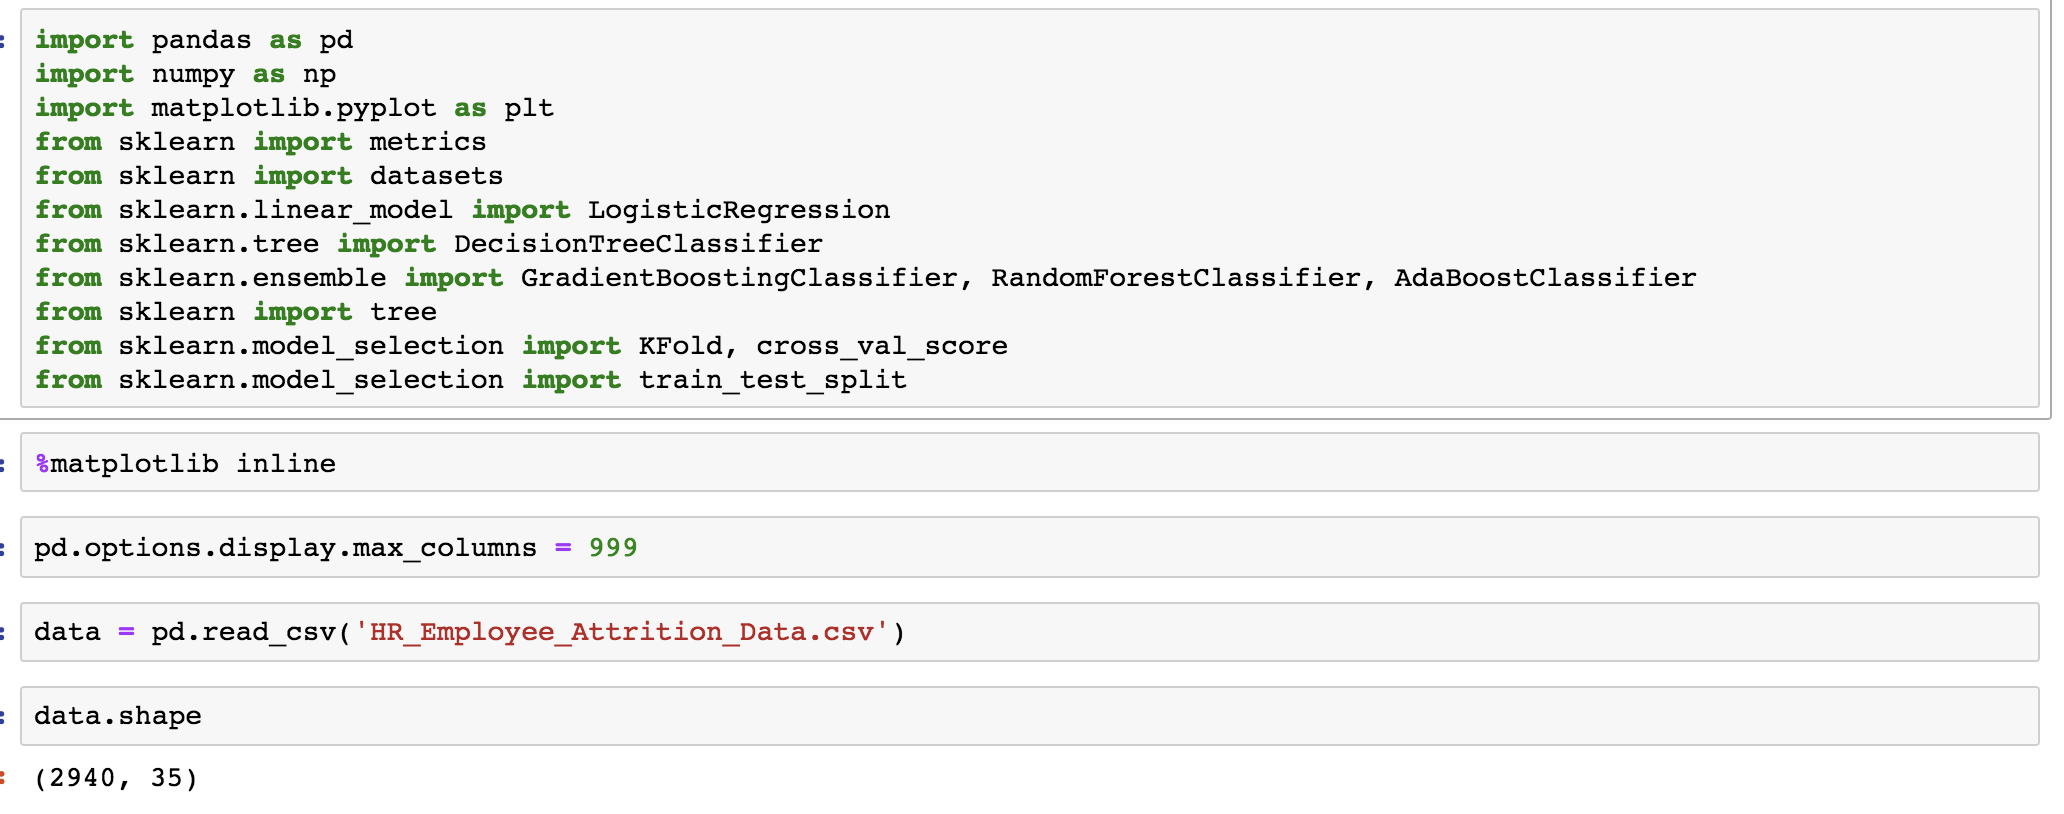 import pandas as pd
import numpy as np
import matplotlib.pyplot as plt
from sklearn import metrics
from sklearn import datasets
from sklearn.linear_model import LogisticRegression
from sklearn.tree import DecisionTreeClassifier
from sklearn.ensemble import GradientBoostingClassifier, RandomForestClassifier, AdaBoostClassifier
from sklearn import tree
from sklearn.model_selection import KFold, cross_val_score
from sklearn.model_selection import train_test_split
%matplotlib inline
pd.options.display.max_columns = 999
data = pd.read_csv('HR_Employee_Attrition_Data.csv')
data.shape
(2940, 35)